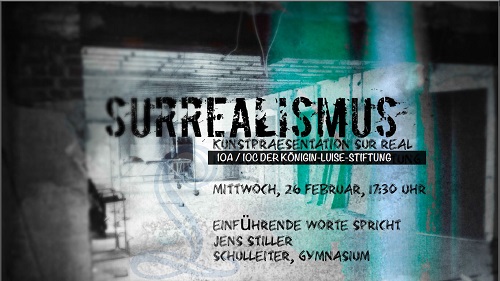 SURREALISMUS
KUNSTPRAESENTATION SUR REAL
10A / 10C DER KÖNIGIN-LUISE-STIFTUNG
MITTWOCH, 26 FEBRUAR, 17:30 UHR
EINFÜHRENDE WORTE SPRICHT
JENS STILLER
SCHULLEITER, GYMNASIUM